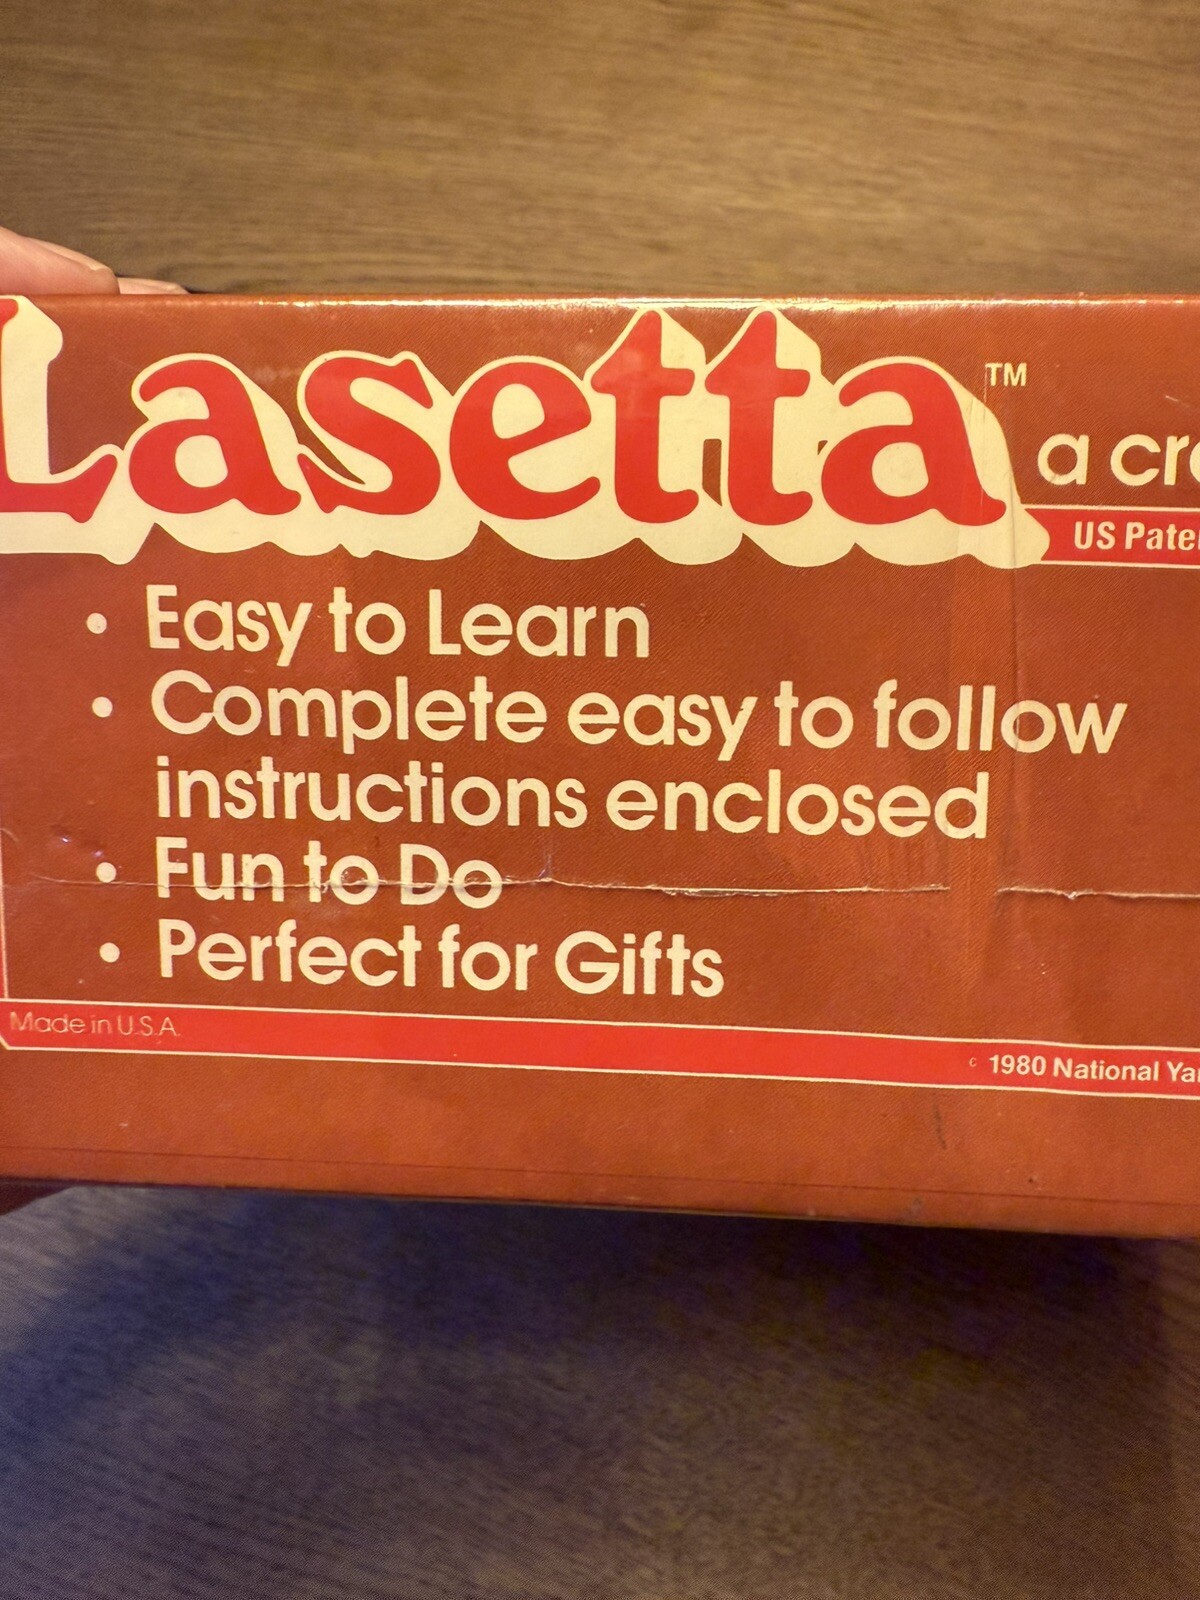 Lasetta™ a cr
US Pate
• Easy to Learn
• Complete easy to follow
instructions enclosed
• Fun to Do
• Perfect for Gifts
Made in U.S.A.
c 1980 National Ya